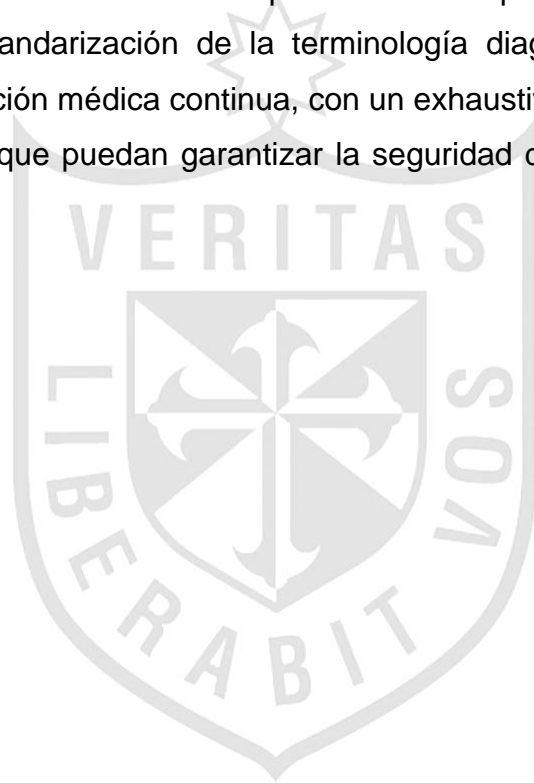 andarización de la terminología diag
ción médica continua, con un exhaustiv
que puedan garantizar la seguridad d
VERITAS
LIBERABIT VOS